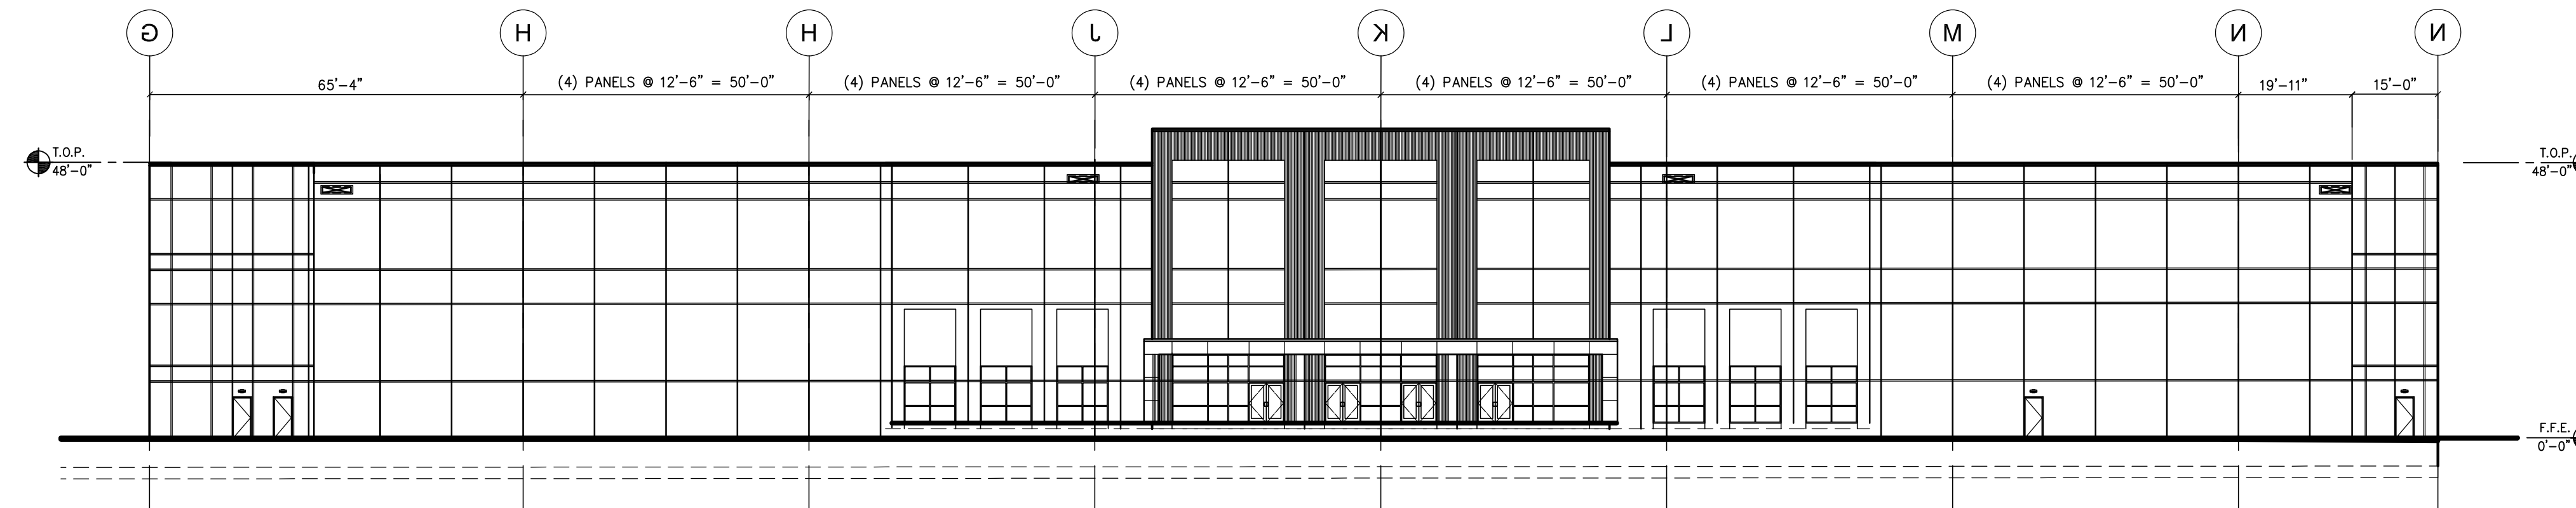 G H H J K L M N N
65'-4" (4) PANELS @ 12'-6" = 50'-0" (4) PANELS @ 12'-6" = 50'-0" (4) PANELS @ 12'-6" = 50'-0" (4) PANELS @ 12'-6" = 50'-0" (4) PANELS @ 12'-6" = 50'-0" (4) PANELS @ 12'-6" = 50'-0" 19'-11" 15'-0"
T.O.P. T.O.P.
48'-0" 48'-0"
F.F.E.
0'-0"